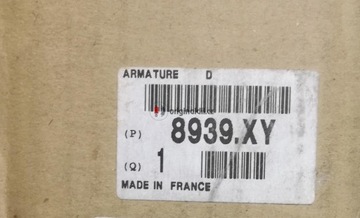 ARMATURE D
(P) 8939.XY
(Q) 1
MADE IN FRANCE